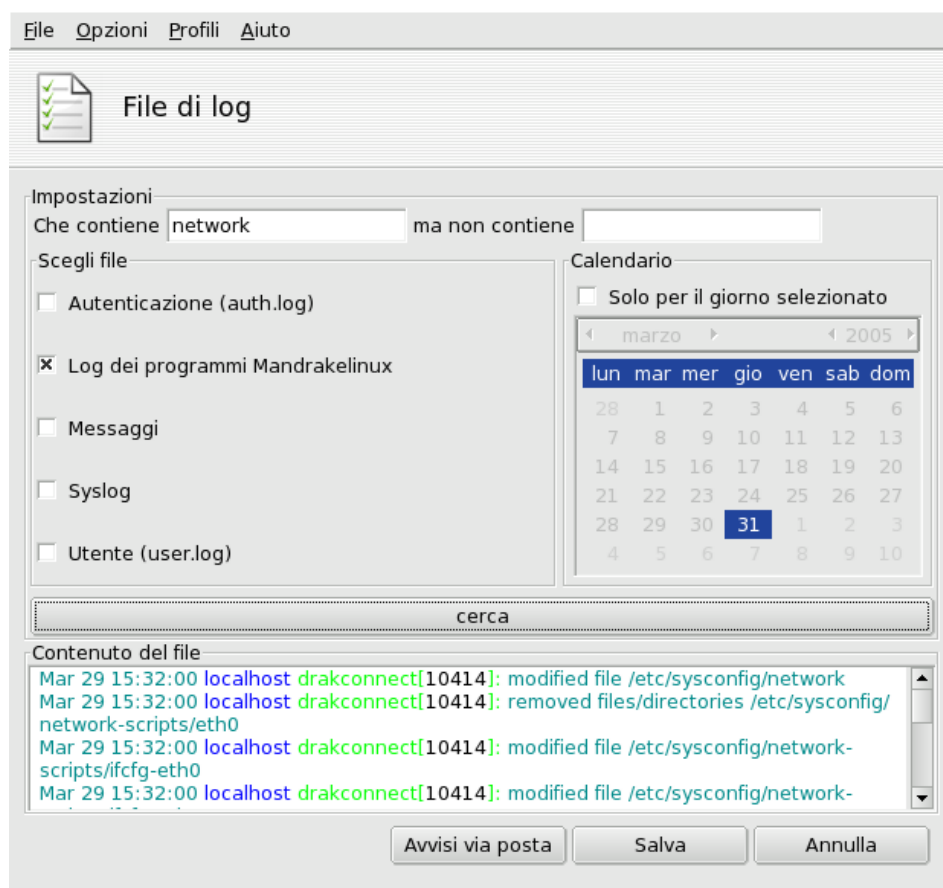 File Opzioni Profili Aiuto
File di log
Impostazioni
Che contiene network ma non contiene
Scegli file
Autenticazione (auth.log)
Log dei programmi Mandrakelinux
Messaggi
Syslog
Utente (user.log)
Calendario
Solo per il giorno selezionato
marzo 2005
lun mar mer gio ven sab dom
28 1 2 3 4 5 6
7 8 9 10 11 12 13
14 15 16 17 18 19 20
21 22 23 24 25 26 27
28 29 30 31 1 2 3
4 5 6 7 8 9 10
cerca
Contenuto del file
Mar 29 15:32:00 localhost drakconnect[10414]: modified file /etc/sysconfig/network
Mar 29 15:32:00 localhost drakconnect[10414]: removed files/directories /etc/sysconfig/
network-scripts/eth0
Mar 29 15:32:00 localhost drakconnect[10414]: modified file /etc/sysconfig/network-
scripts/ifcfg-eth0
Mar 29 15:32:00 localhost drakconnect[10414]: modified file /etc/sysconfig/network-
Avvisi via posta Salva Annulla